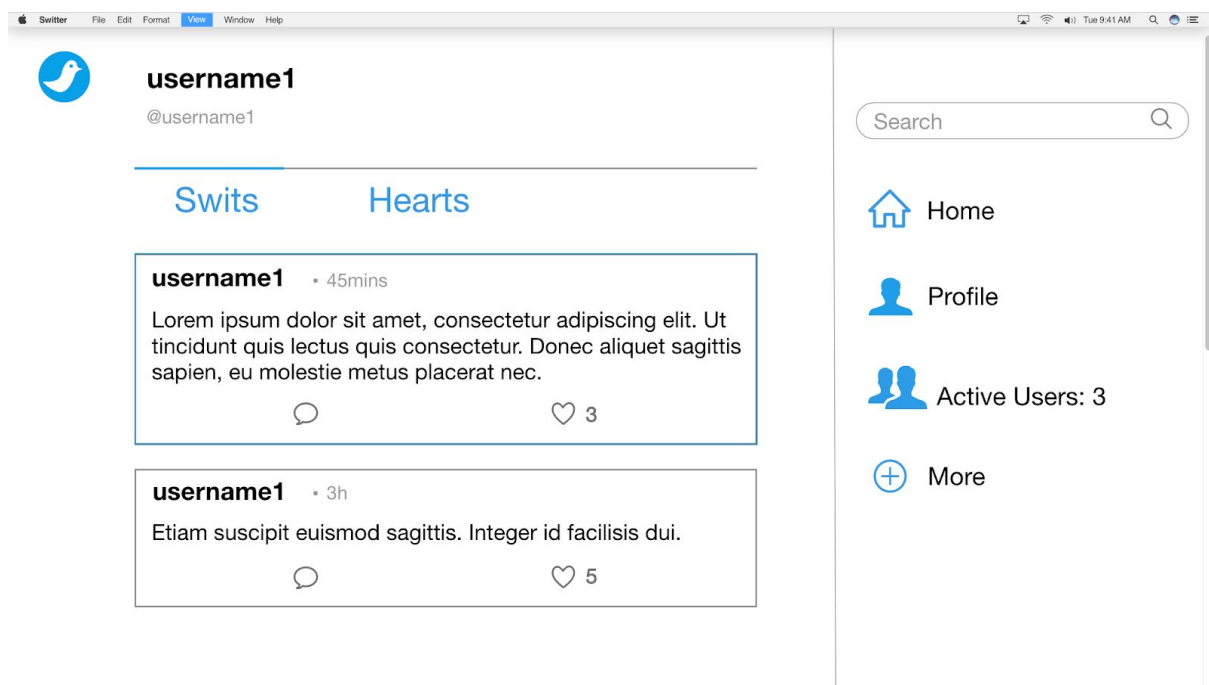 Switter File Edit Format View Window Help Tue 9:41 AM
username1
@username1
Search
Swits Hearts
Home
username1 • 45mins
Lorem ipsum dolor sit amet, consectetur adipiscing elit. Ut
tincidunt quis lectus quis consectetur. Donec aliquet sagittis
sapien, eu molestie metus placerat nec.
3
Profile
Active Users: 3
More
username1 • 3h
Etiam suscipit euismod sagittis. Integer id facilisis dui.
5